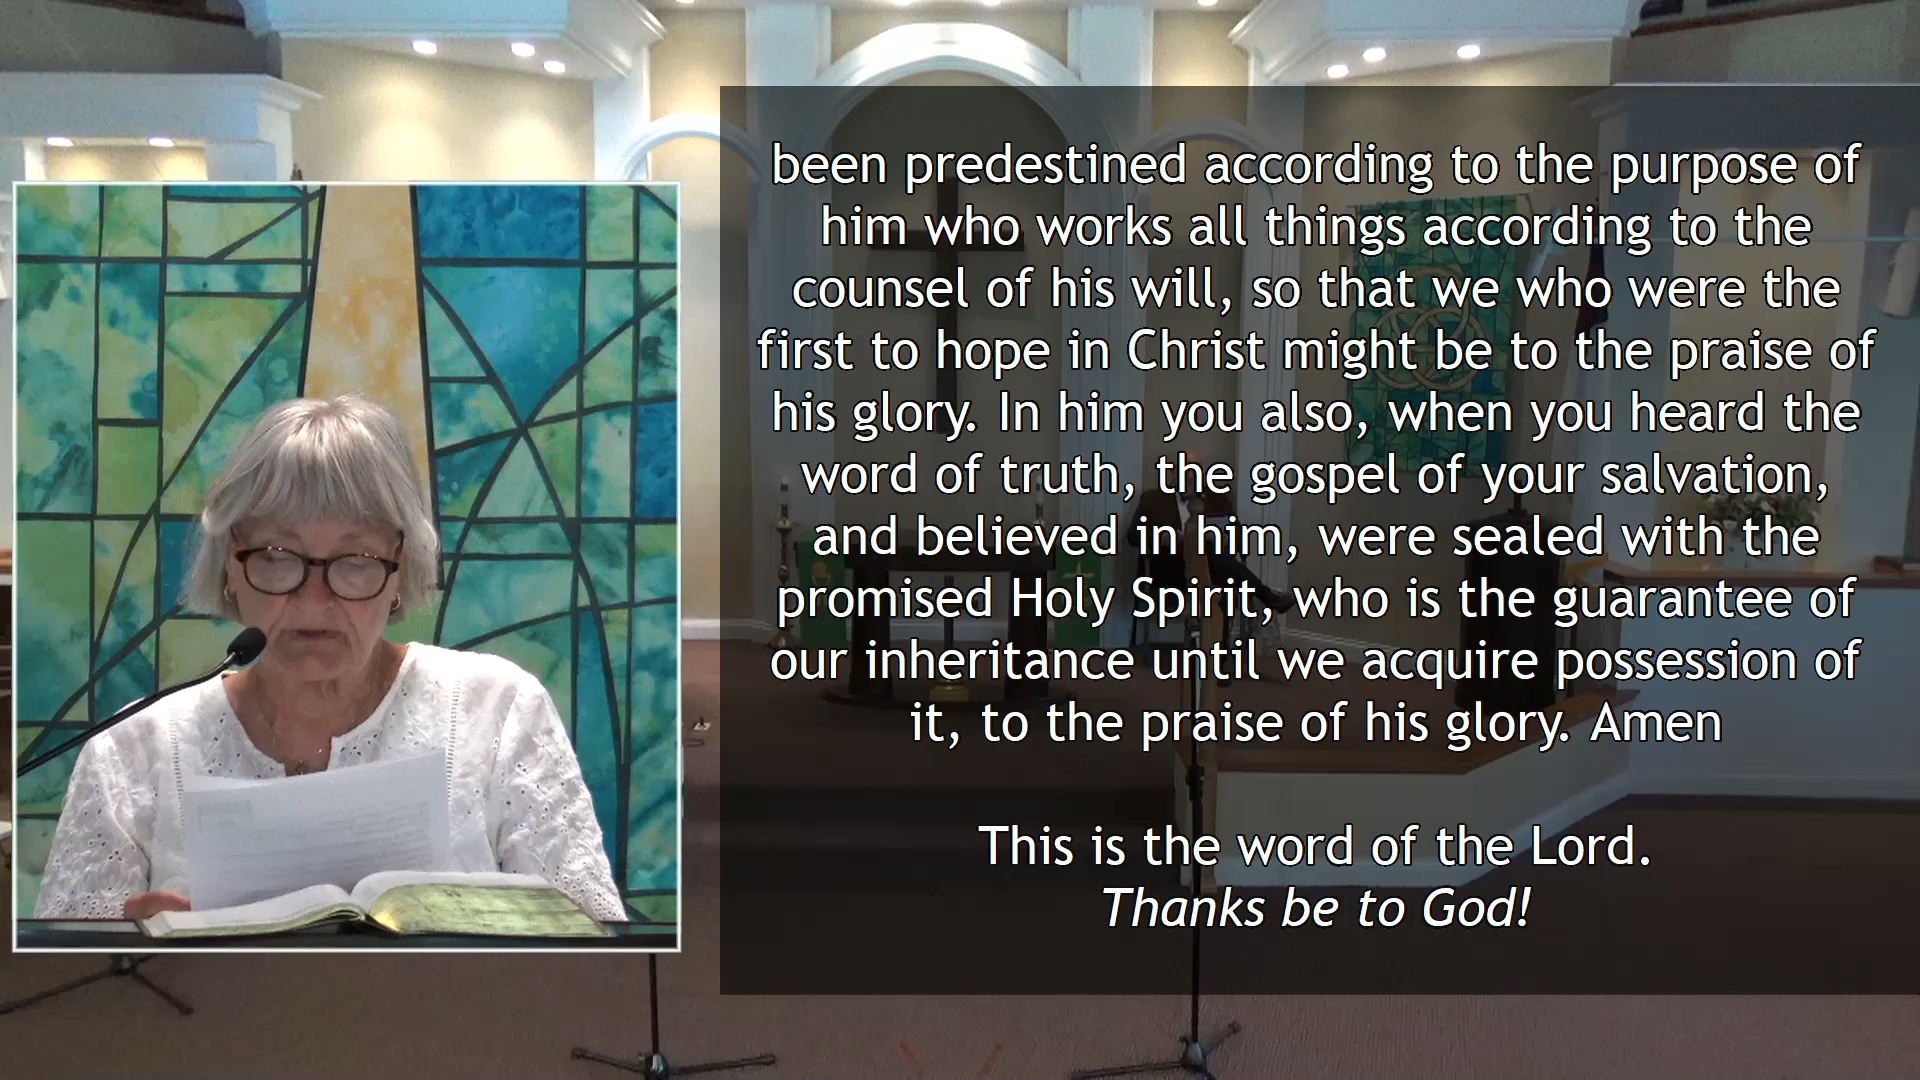 been predestined according to the purpose of
him who works all things according to the
counsel of his will, so that we who were the
first to hope in Christ might be to the praise of
his glory. In him you also, when you heard the
word of truth, the gospel of your salvation,
and believed in him, were sealed with the
promised Holy Spirit, who is the guarantee of
our inheritance until we acquire possession of
it, to the praise of his glory. Amen
This is the word of the Lord.
Thanks be to God!